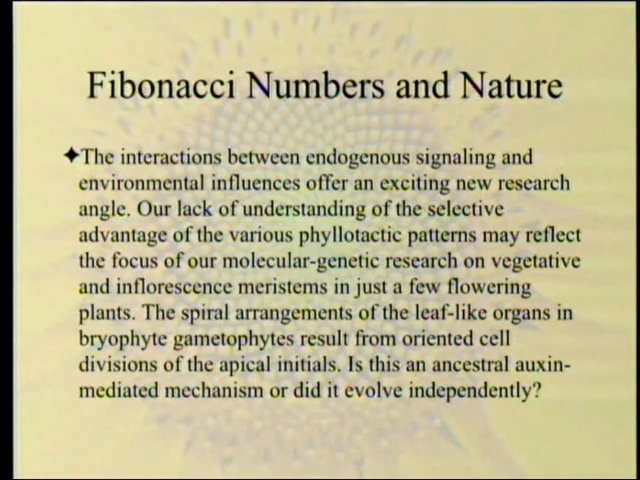 Fibonacci Numbers and Nature
✦The interactions between endogenous signaling and
environmental influences offer an exciting new research
angle. Our lack of understanding of the selective
advantage of the various phyllotactic patterns may reflect
the focus of our molecular-genetic research on vegetative
and inflorescence meristems in just a few flowering
plants. The spiral arrangements of the leaf-like organs in
bryophyte gametophytes result from oriented cell
divisions of the apical initials. Is this an ancestral auxin-
mediated mechanism or did it evolve independently?